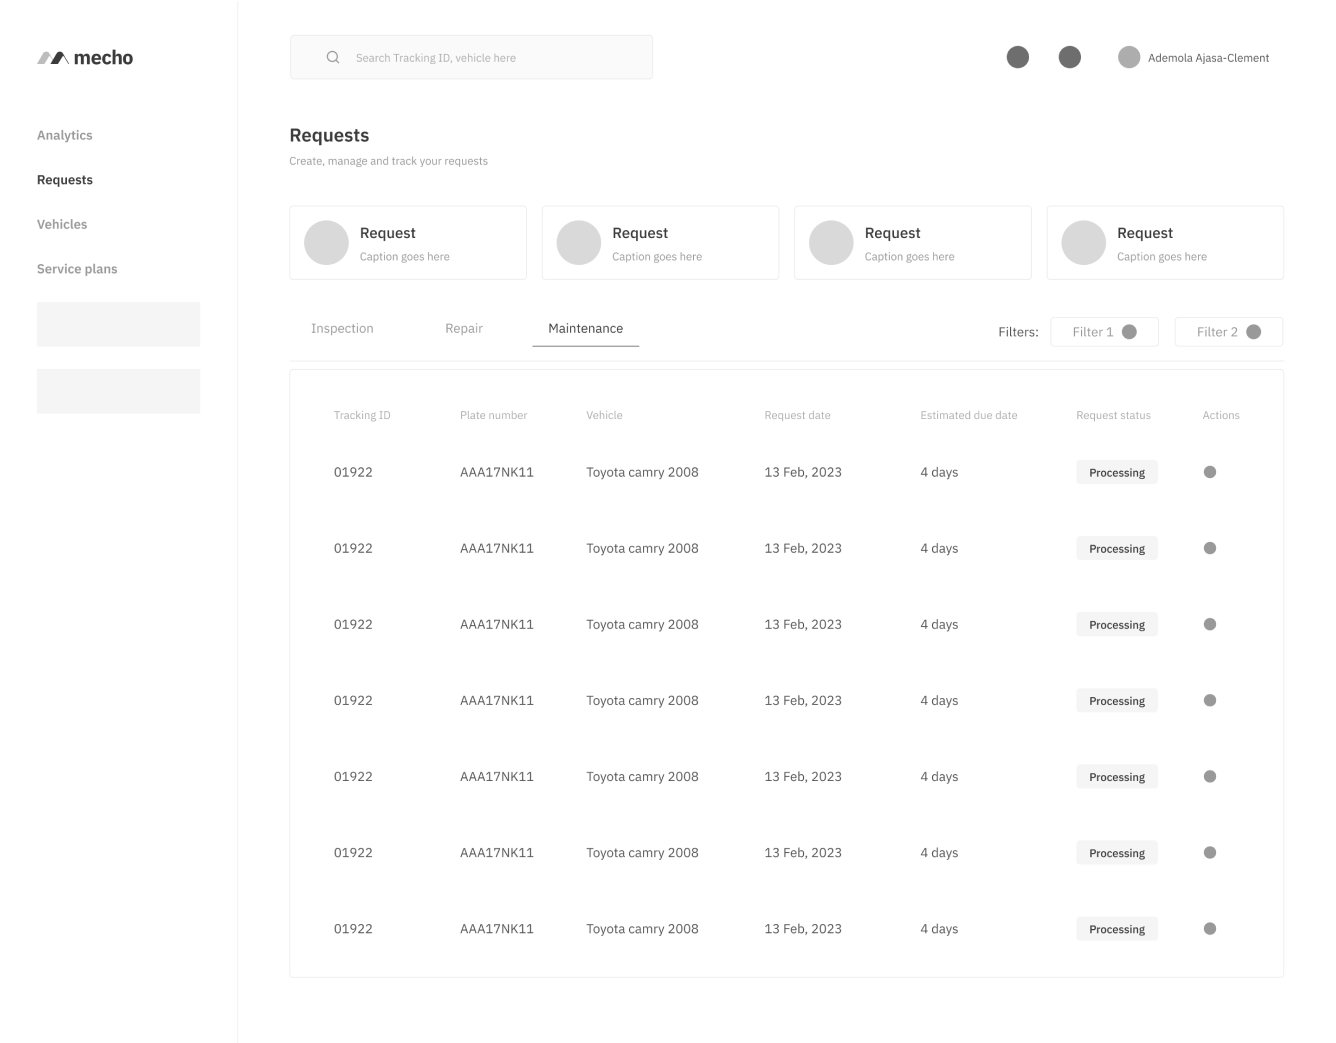 mecho
Search Tracking ID, vehicle here
Ademola Ajasa-Clement
Analytics
Requests
Vehicles
Service plans
Requests
Create, manage and track your requests
Request
Caption goes here
Request
Caption goes here
Request
Caption goes here
Request
Caption goes here
Inspection Repair Maintenance
Filters: Filter 1 Filter 2
Tracking ID Plate number Vehicle Request date Estimated due date Request status Actions
01922 AAA17NK11 Toyota camry 2008 13 Feb, 2023 4 days Processing
01922 AAA17NK11 Toyota camry 2008 13 Feb, 2023 4 days Processing
01922 AAA17NK11 Toyota camry 2008 13 Feb, 2023 4 days Processing
01922 AAA17NK11 Toyota camry 2008 13 Feb, 2023 4 days Processing
01922 AAA17NK11 Toyota camry 2008 13 Feb, 2023 4 days Processing
01922 AAA17NK11 Toyota camry 2008 13 Feb, 2023 4 days Processing
01922 AAA17NK11 Toyota camry 2008 13 Feb, 2023 4 days Processing